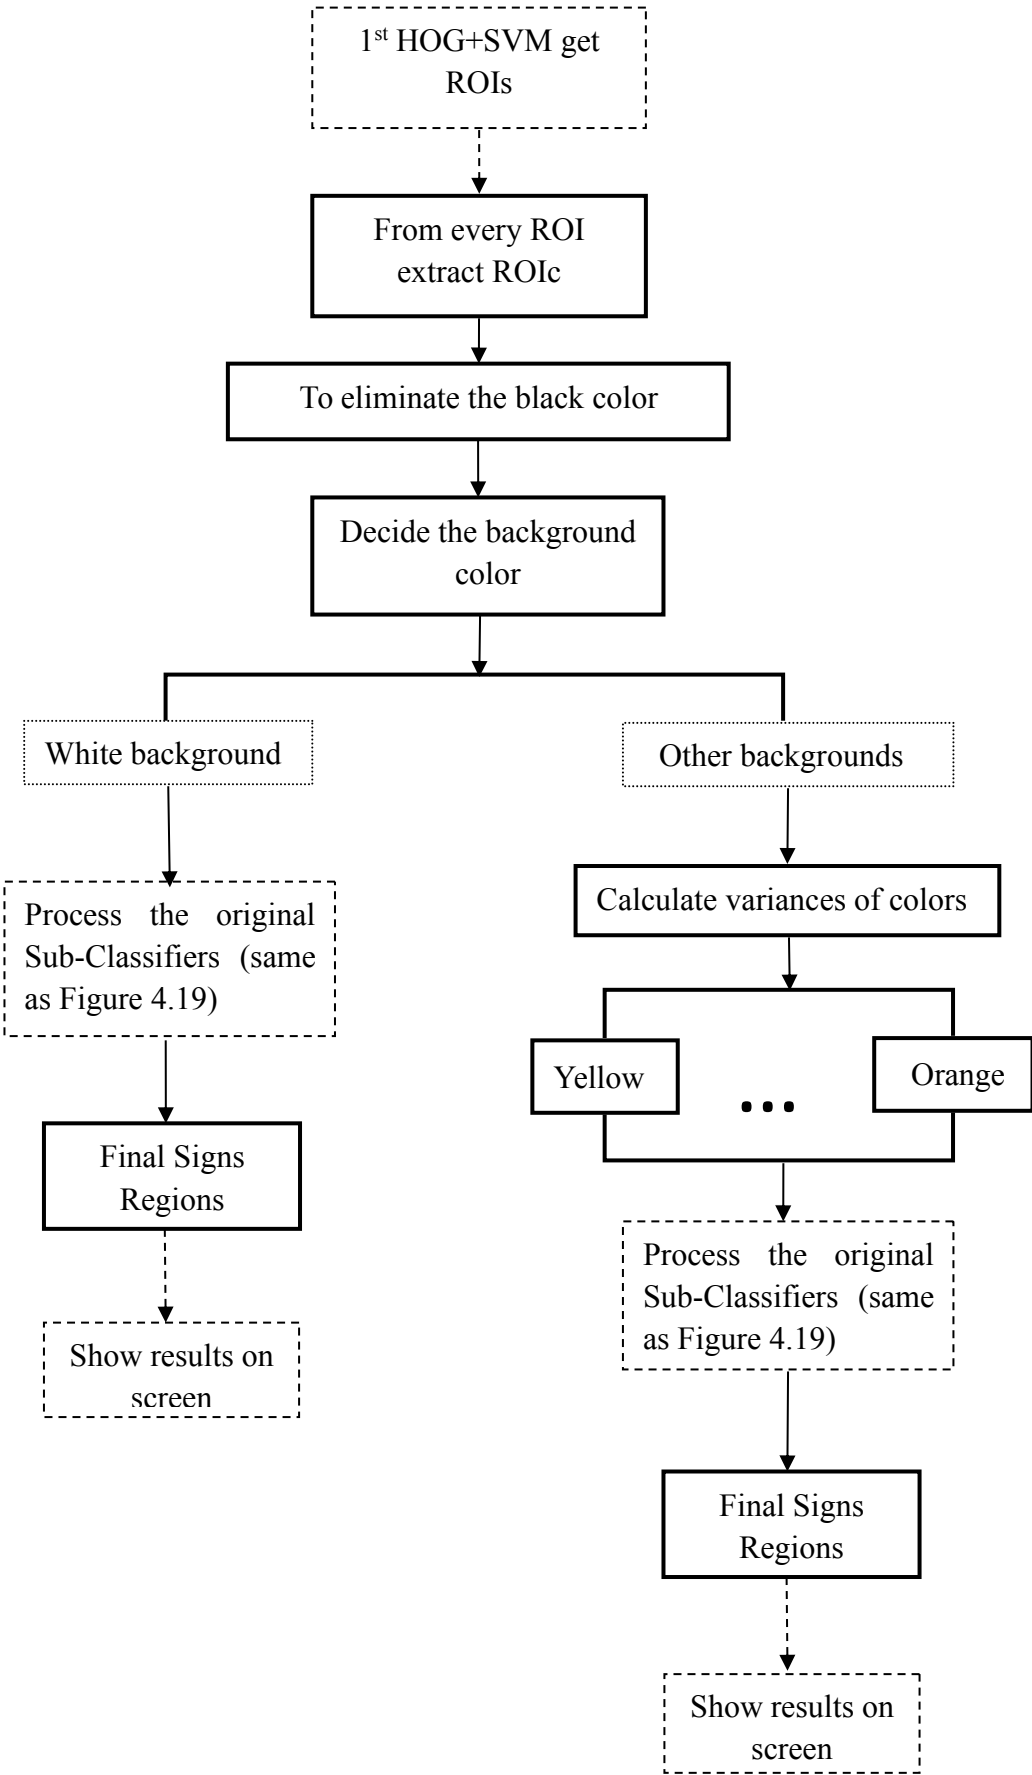 1st HOG+SVM get
ROIs
From every ROI
extract ROIc
To eliminate the black color
Decide the background
color
White background
Other backgrounds
Process the original
Sub-Classifiers (same
as Figure 4.19)
Calculate variances of colors
Yellow
...
Orange
Final Signs
Regions
Process the original
Sub-Classifiers (same
as Figure 4.19)
Show results on
screen
Final Signs
Regions
Show results on
screen